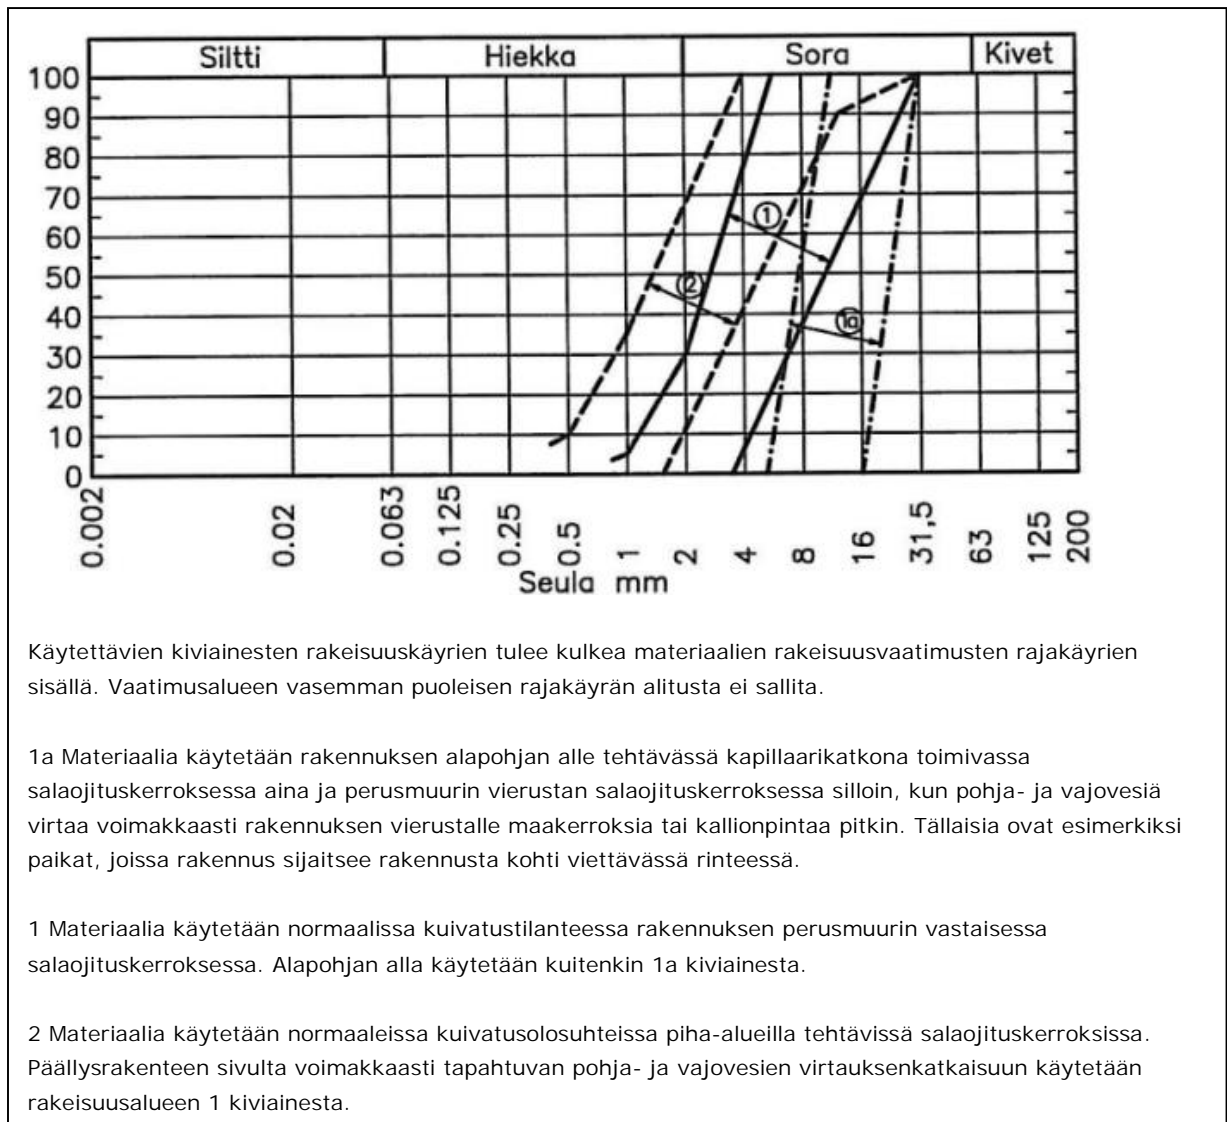 Siltti Hiekka Sora Kivet
100
90
80
70
60
50
40
30
20
10
0
1
2
1a
0.002 0.02 0.063 0.125 0.25 0.5 1 2 4 8 16 31,5 63 125 200
Seula mm
Käytettävien kiviainesten rakeisuuskäyrien tulee kulkea materiaalien rakeisuusvaatimusten rajakäyrien
sisällä. Vaatimusalueen vasemman puoleisen rajakäyrän alitusta ei sallita.
1a Materiaalia käytetään rakennuksen alapohjan alle tehtävässä kapillaarikatkona toimivassa
salaojituskerroksessa aina ja perusmuurin vierustan salaojituskerroksessa silloin, kun pohja- ja vajovesiä
virtaa voimakkaasti rakennuksen vierustalle maakerroksia tai kallionpintaa pitkin. Tällaisia ovat esimerkiksi
paikat, joissa rakennus sijaitsee rakennusta kohti viettävässä rinteessä.
1 Materiaalia käytetään normaalissa kuivatustilanteessa rakennuksen perusmuurin vastaisessa
salaojituskerroksessa. Alapohjan alla käytetään kuitenkin 1a kiviainesta.
2 Materiaalia käytetään normaaleissa kuivatusolosuhteissa piha-alueilla tehtävissä salaojituskerroksissa.
Päällysrakenteen sivulta voimakkaasti tapahtuvan pohja- ja vajovesien virtauksenkatkaisuun käytetään
rakeisuusalueen 1 kiviainesta.